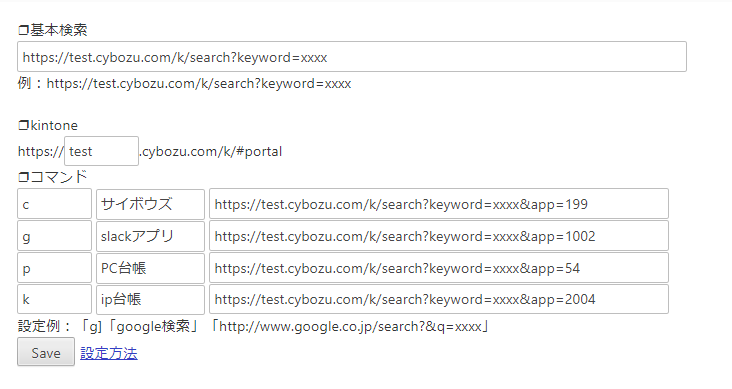 ❐基本検索
https://test.cybozu.com/k/search?keyword=xxxx
例：https://test.cybozu.com/k/search?keyword=xxxx
❐kintone
https:// test .cybozu.com/k/#portal
❐コマンド
c サイボウズ https://test.cybozu.com/k/search?keyword=xxxx&app=199
g slackアプリ https://test.cybozu.com/k/search?keyword=xxxx&app=1002
p PC台帳 https://test.cybozu.com/k/search?keyword=xxxx&app=54
k ip台帳 https://test.cybozu.com/k/search?keyword=xxxx&app=2004
設定例：「g]「google検索」「http://www.google.co.jp/search?&q=xxxx」
Save 設定方法